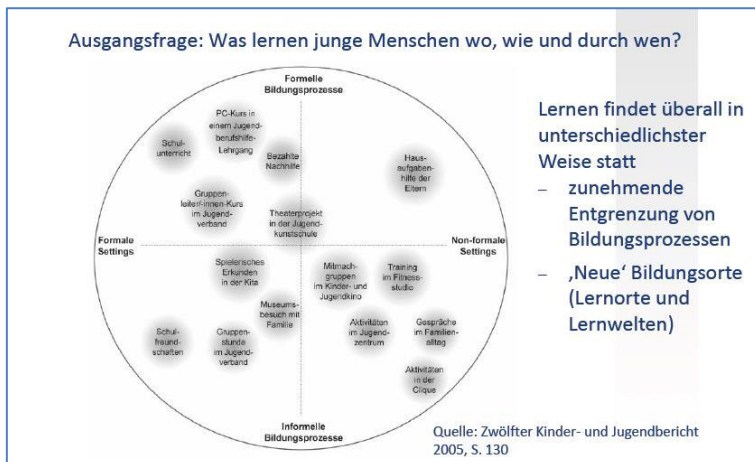 Ausgangsfrage: Was lernen junge Menschen wo, wie und durch wen?
Formelle
Bildungsprozesse
PC-Kurs in
einem Jugend-
berufshilfe-
Lehrgang
Schul-
unterricht
Bezahlte
Nachhilfe
Haus-
aufgaben-
hilfe der
Eltern
Gruppen-
leiter/-innen-Kurs
im Jugend-
verband
Theaterprojekt
in der Jugend-
kunstschule
Formale
Settings
Non-formale
Settings
Spielerisches
Erkunden
in der Kita
Mitmach-
gruppen
im Kinder- und
Jugendkino
Training
im Fitness-
studio
Museums-
besuch mit
Familie
Schul-
freund-
schaften
Gruppen-
stunde
im Jugend-
verband
Aktivitäten
im Jugend-
zentrum
Gespräche
im Familien-
alltag
Aktivitäten
in der
Clique
Informelle
Bildungsprozesse
Lernen findet überall in
unterschiedlichster
Weise statt
– zunehmende
Entgrenzung von
Bildungsprozessen
– ‚Neue‘ Bildungsorte
(Lernorte und
Lernwelten)
Quelle: Zwölfter Kinder- und Jugendbericht
2005, S. 130